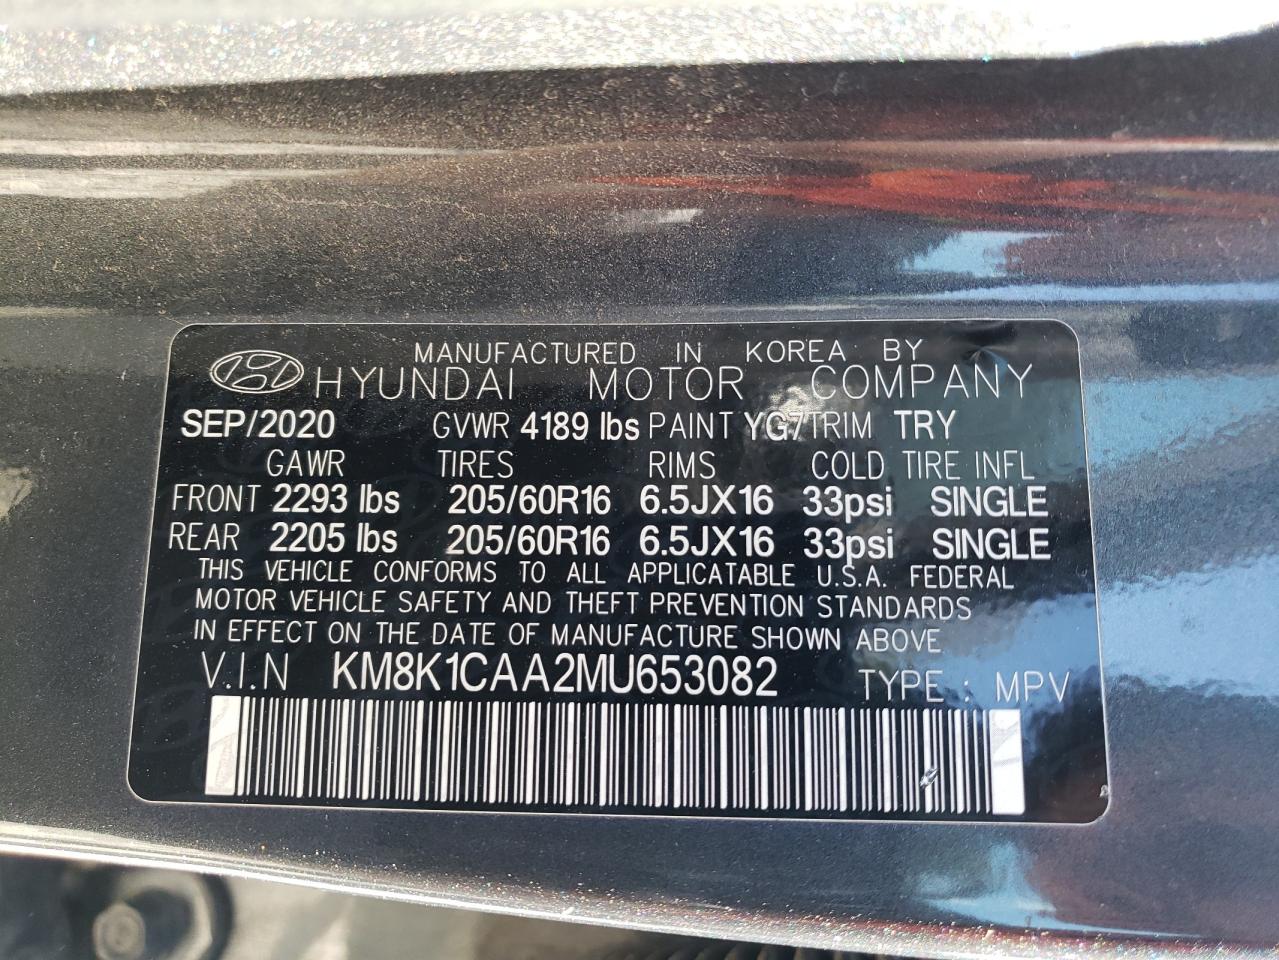 MANUFACTURED IN KOREA BY
HYUNDAI MOTOR COMPANY
SEP/2020 GVWR 4189 lbs PAINT YG7 TRIM TRY
GAWR TIRES RIMS COLD TIRE INFL
FRONT 2293 lbs 205/60R16 6.5JX16 33psi SINGLE
REAR 2205 lbs 205/60R16 6.5JX16 33psi SINGLE
THIS VEHICLE CONFORMS TO ALL APPLICATABLE U.S.A. FEDERAL
MOTOR VEHICLE SAFETY AND THEFT PREVENTION STANDARDS
IN EFFECT ON THE DATE OF MANUFACTURE SHOWN ABOVE
V.I.N KM8K1CAA2MU653082 TYPE : MPV